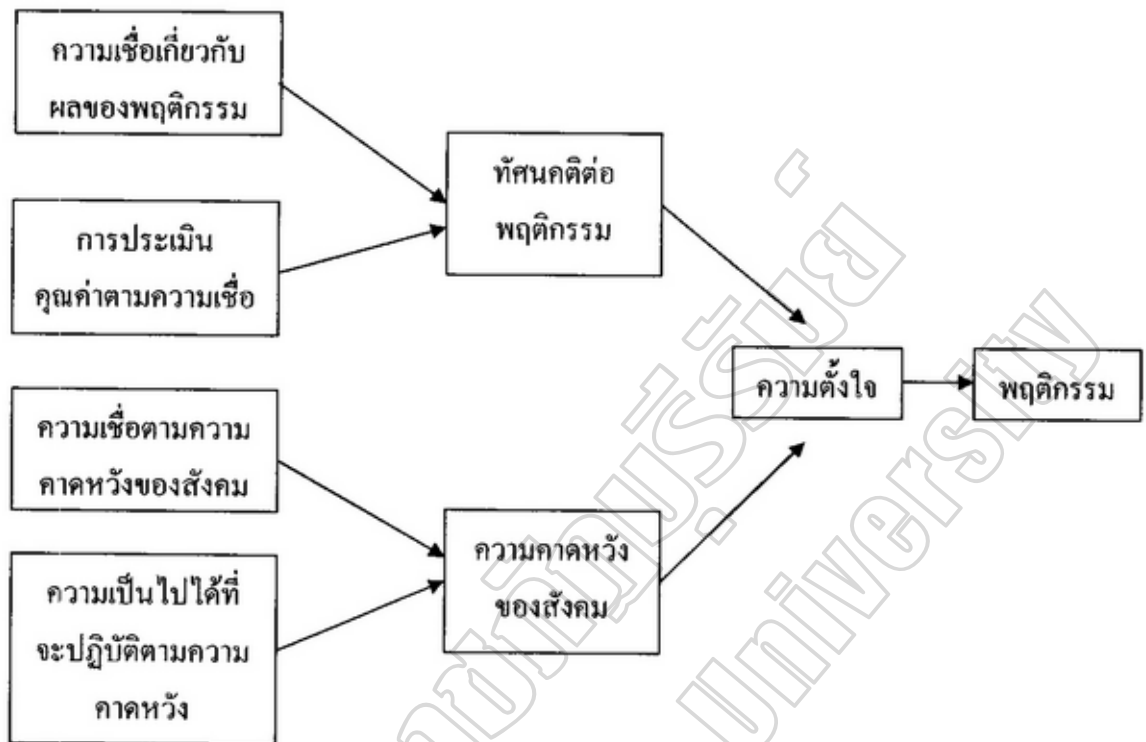 ความเชื่อเกี่ยวกับ
ผลของพฤติกรรม
การประเมิน
คุณค่าตามความเชื่อ
ทัศนคติต่อ
พฤติกรรม
ความเชื่อตามความ
คาดหวังของสังคม
ความเป็นไปได้ที่
จะปฏิบัติตามความ
คาดหวัง
ความคาดหวัง
ของสังคม
ความตั้งใจ
พฤติกรรม
University